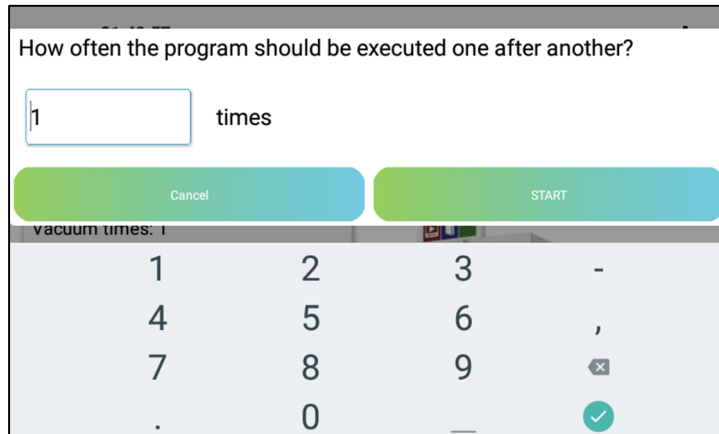 How often the program should be executed one after another?
1 times
Cancel START
Vacuum times: 1
1 2 3 -
4 5 6 ,
7 8 9
. 0 _